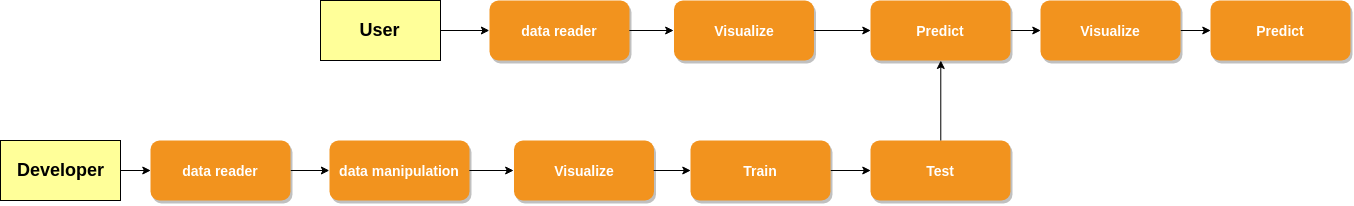 User
data reader
Visualize
Predict
Visualize
Predict
Developer
data reader
data manipulation
Visualize
Train
Test